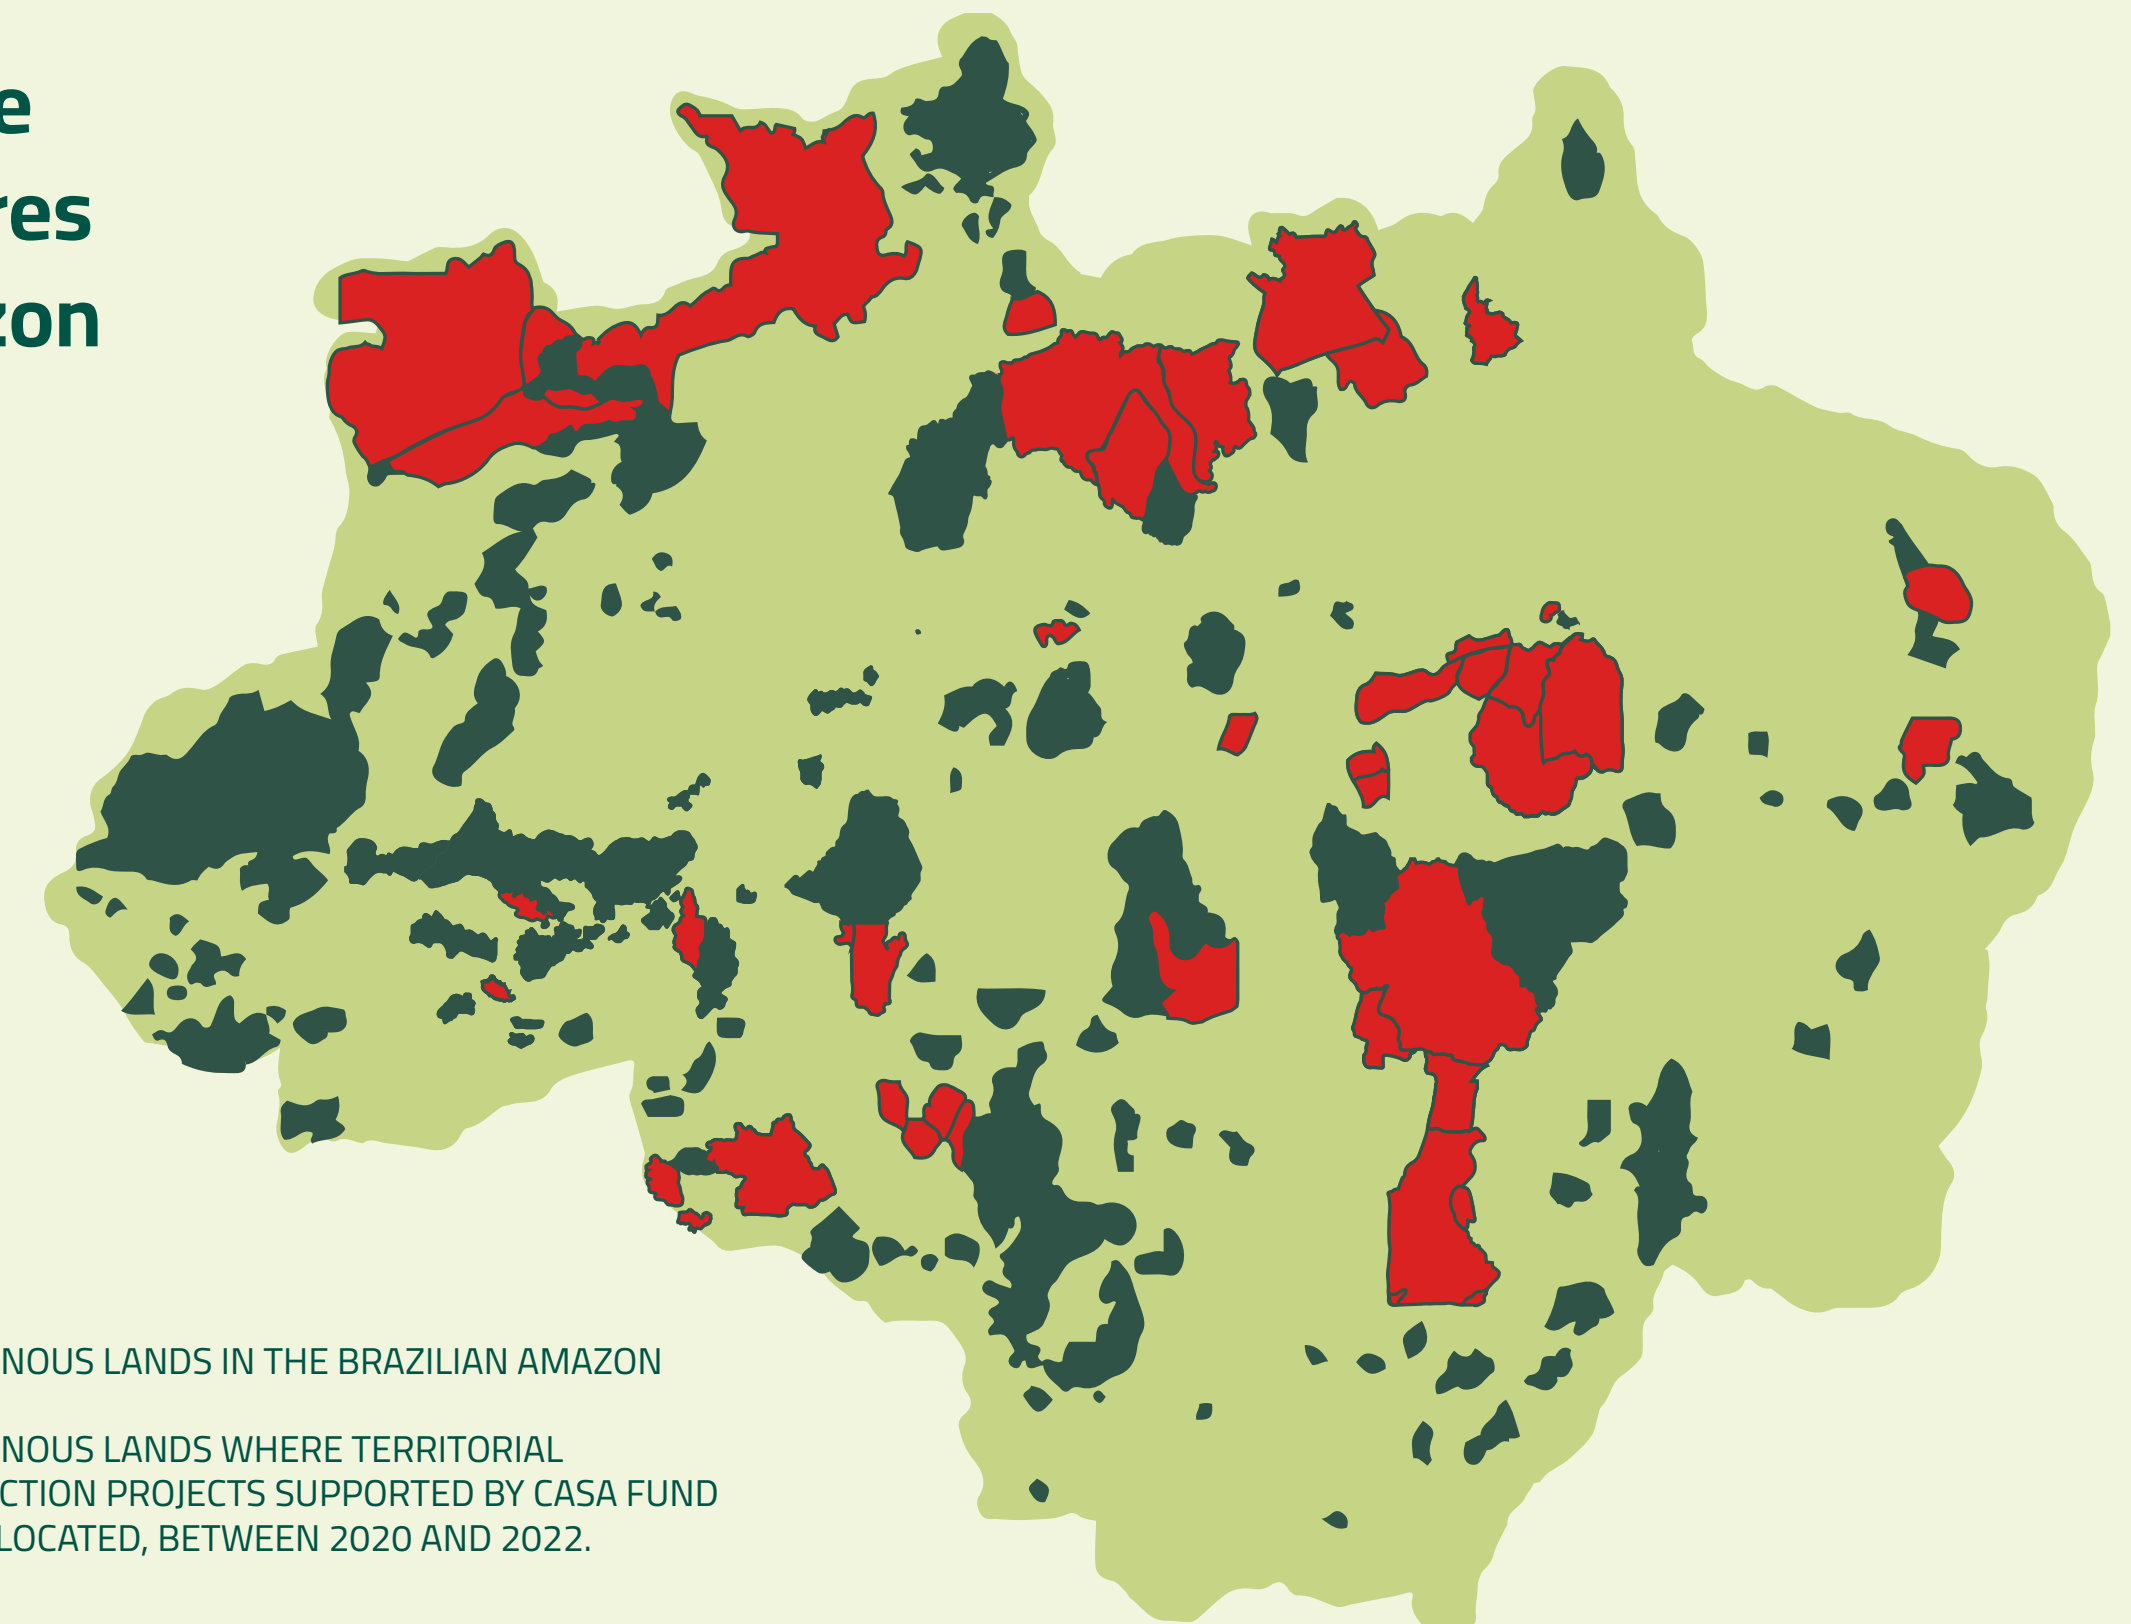 e
res
zon
NOUS LANDS IN THE BRAZILIAN AMAZON
NOUS LANDS WHERE TERRITORIAL
CTION PROJECTS SUPPORTED BY CASA FUND
LOCATED, BETWEEN 2020 AND 2022.